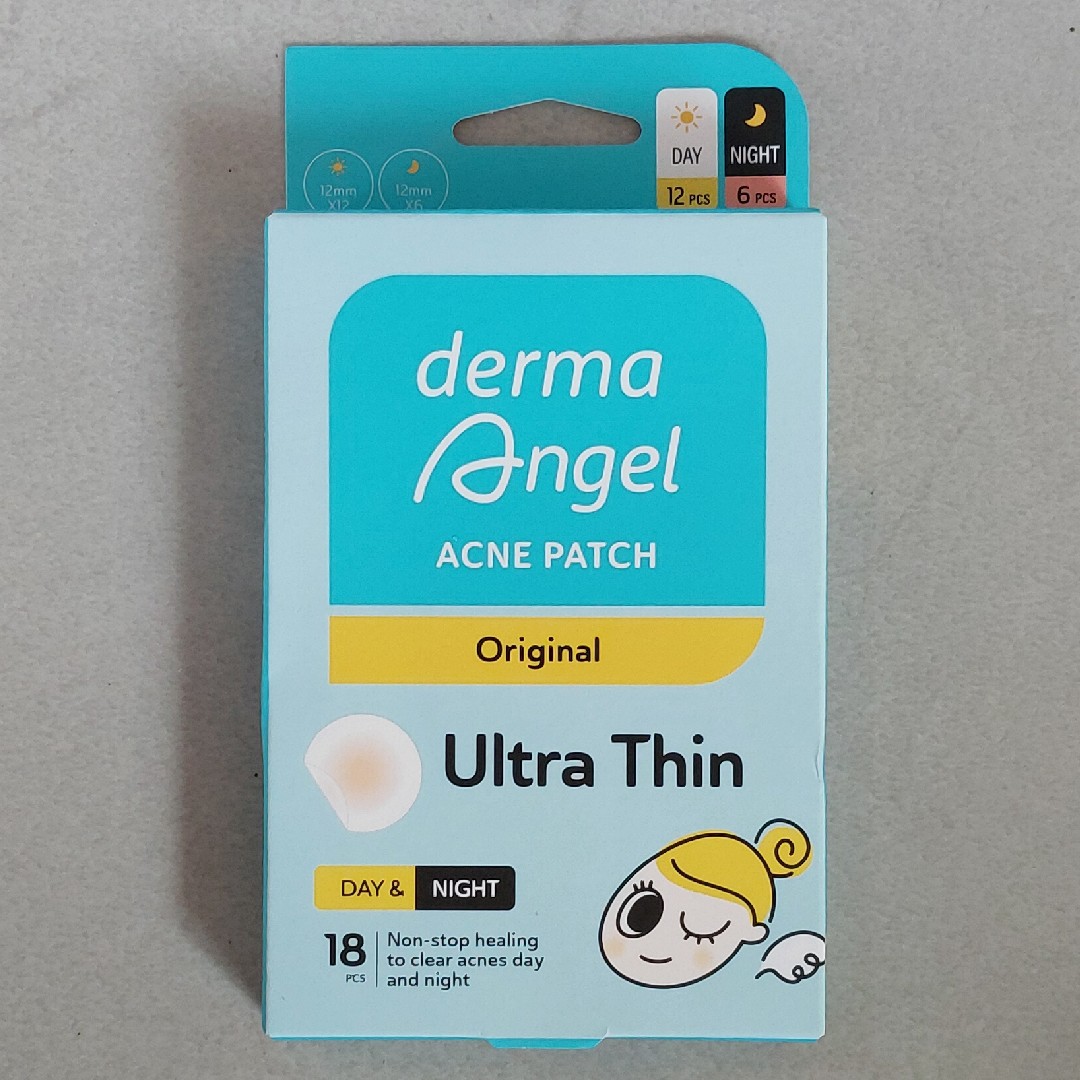 DAY
NIGHT
12mm
X12
12mm
X6
12 PCS
6 PCS
derma
Angel
ACNE PATCH
Original
Ultra Thin
DAY & NIGHT
18
PCS
Non-stop healing
to clear acnes day
and night